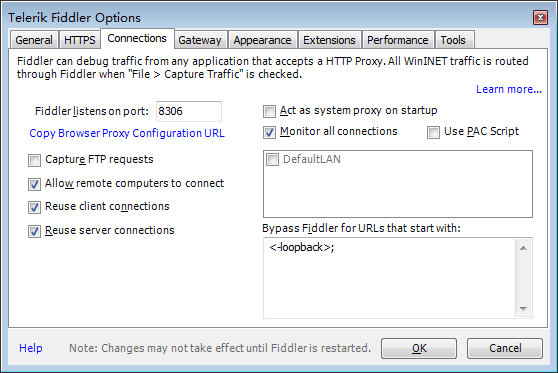 Telerik Fiddler Options
General HTTPS Connections Gateway Appearance Extensions Performance Tools
Fiddler can debug traffic from any application that accepts a HTTP Proxy. All WinINET traffic is routed
through Fiddler when "File > Capture Traffic" is checked.
Learn more...
Fiddler listens on port: 8306
Act as system proxy on startup
Copy Browser Proxy Configuration URL
Monitor all connections
Use PAC Script
Capture FTP requests
DefaultLAN
Allow remote computers to connect
Reuse client connections
Reuse server connections
Bypass Fiddler for URLs that start with:
<-loopback>;
Help
Note: Changes may not take effect until Fiddler is restarted.
OK
Cancel